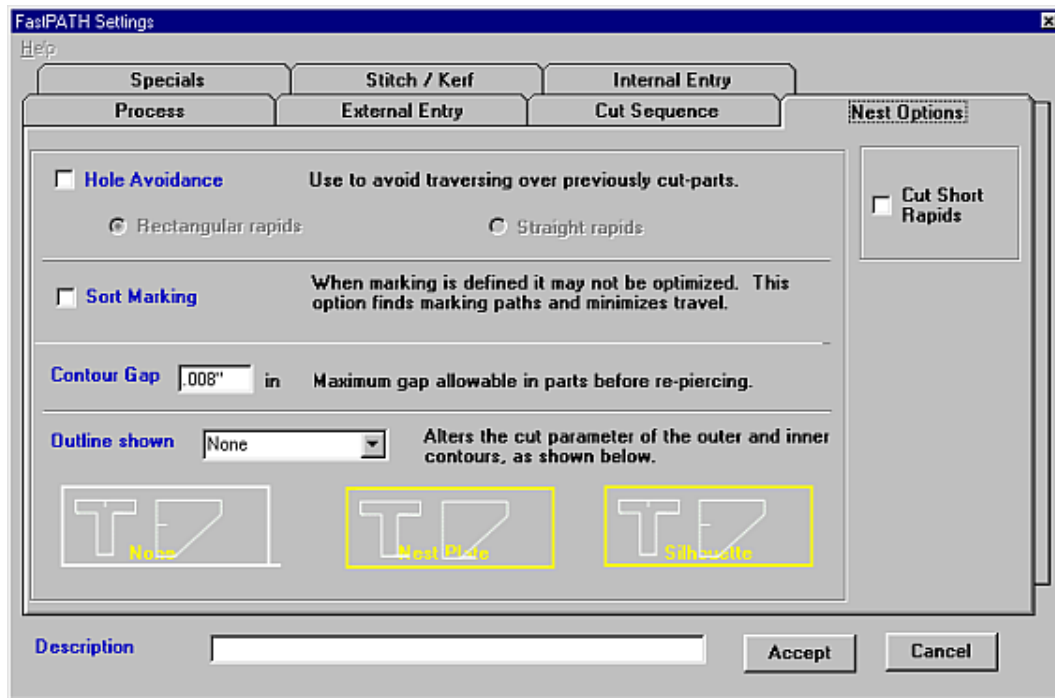 FastPATH Settings
Help
Specials
Stitch / Kerf
Internal Entry
Process
External Entry
Cut Sequence
Nest Options
Hole Avoidance
Use to avoid traversing over previously cut-parts.
Rectangular rapids
Straight rapids
Cut Short
Rapids
Sort Marking
When marking is defined it may not be optimized. This
option finds marking paths and minimizes travel.
Contour Gap
.008"
in
Maximum gap allowable in parts before re-piercing.
Outline shown
None
Alters the cut parameter of the outer and inner
contours, as shown below.
None
Nest Plate
Silhouette
Description
Accept
Cancel